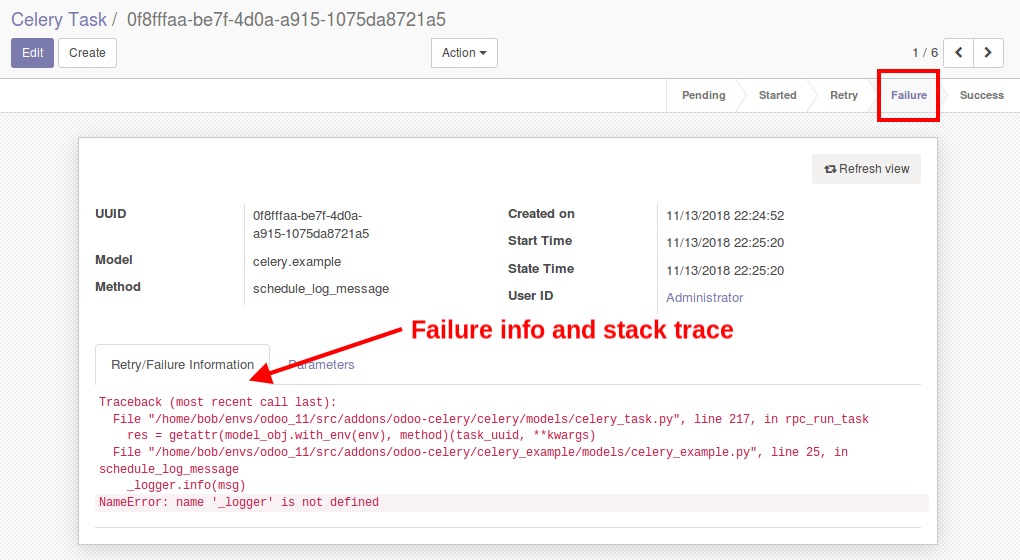 Celery Task / 0f8fffaa-be7f-4d0a-a915-1075da8721a5
Edit Create Action 1 / 6
Pending Started Retry Failure Success
Refresh view
UUID 0f8fffaa-be7f-4d0a-
a915-1075da8721a5
Model celery.example
Method schedule_log_message
Created on 11/13/2018 22:24:52
Start Time 11/13/2018 22:25:20
State Time 11/13/2018 22:25:20
User ID Administrator
Failure info and stack trace
Retry/Failure Information Parameters
Traceback (most recent call last):
  File "/home/bob/envs/odoo_11/src/addons/odoo-celery/celery/models/celery_task.py", line 217, in rpc_run_task
    res = getattr(model_obj.with_env(env), method)(task_uuid, **kwargs)
  File "/home/bob/envs/odoo_11/src/addons/odoo-celery/celery_example/models/celery_example.py", line 25, in
schedule_log_message
    _logger.info(msg)
NameError: name '_logger' is not defined